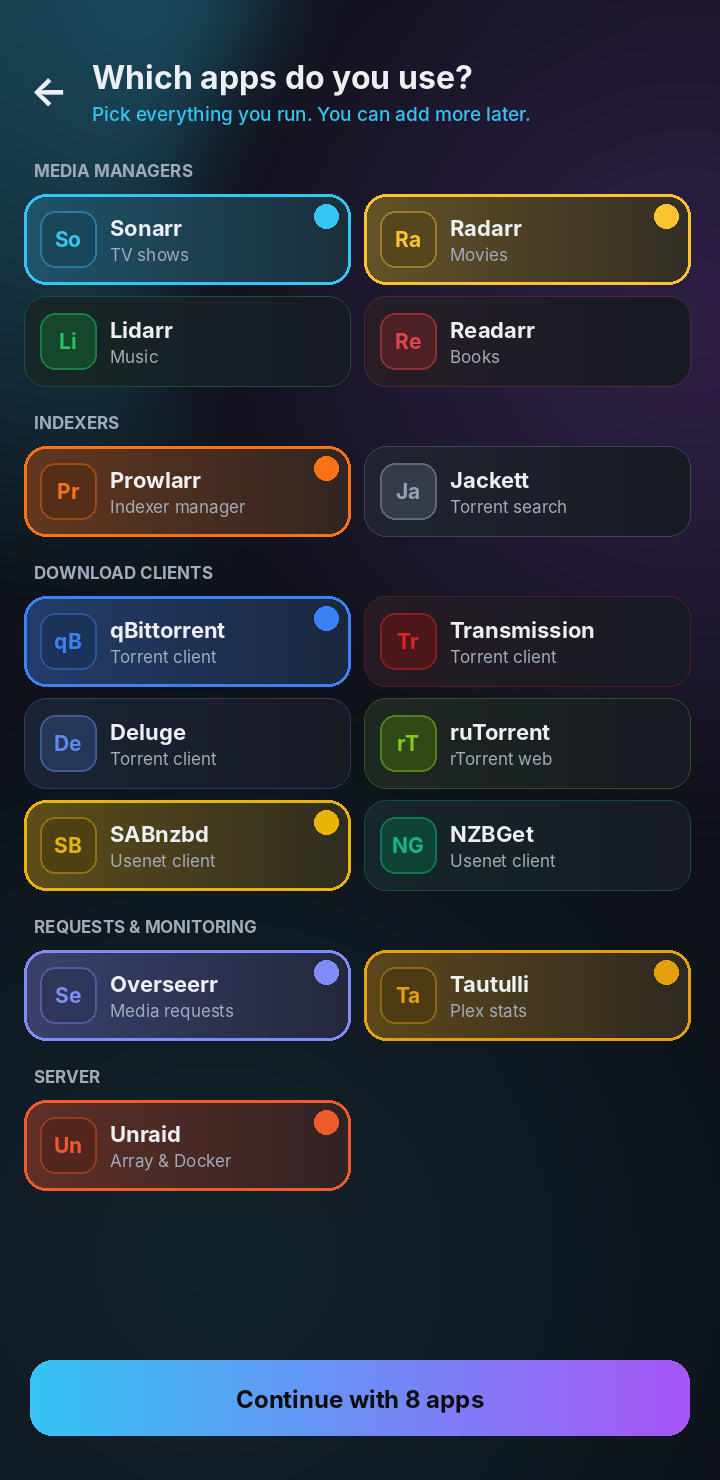 Which apps do you use?
Pick everything you run. You can add more later.
MEDIA MANAGERS
So
Sonarr
TV shows
Ra
Radarr
Movies
Li
Lidarr
Music
Re
Readarr
Books
INDEXERS
Pr
Prowlarr
Indexer manager
Ja
Jackett
Torrent search
DOWNLOAD CLIENTS
qB
qBittorrent
Torrent client
Tr
Transmission
Torrent client
De
Deluge
Torrent client
rT
ruTorrent
rTorrent web
SB
SABnzbd
Usenet client
NG
NZBGet
Usenet client
REQUESTS & MONITORING
Se
Overseerr
Media requests
Ta
Tautulli
Plex stats
SERVER
Un
Unraid
Array & Docker
Continue with 8 apps